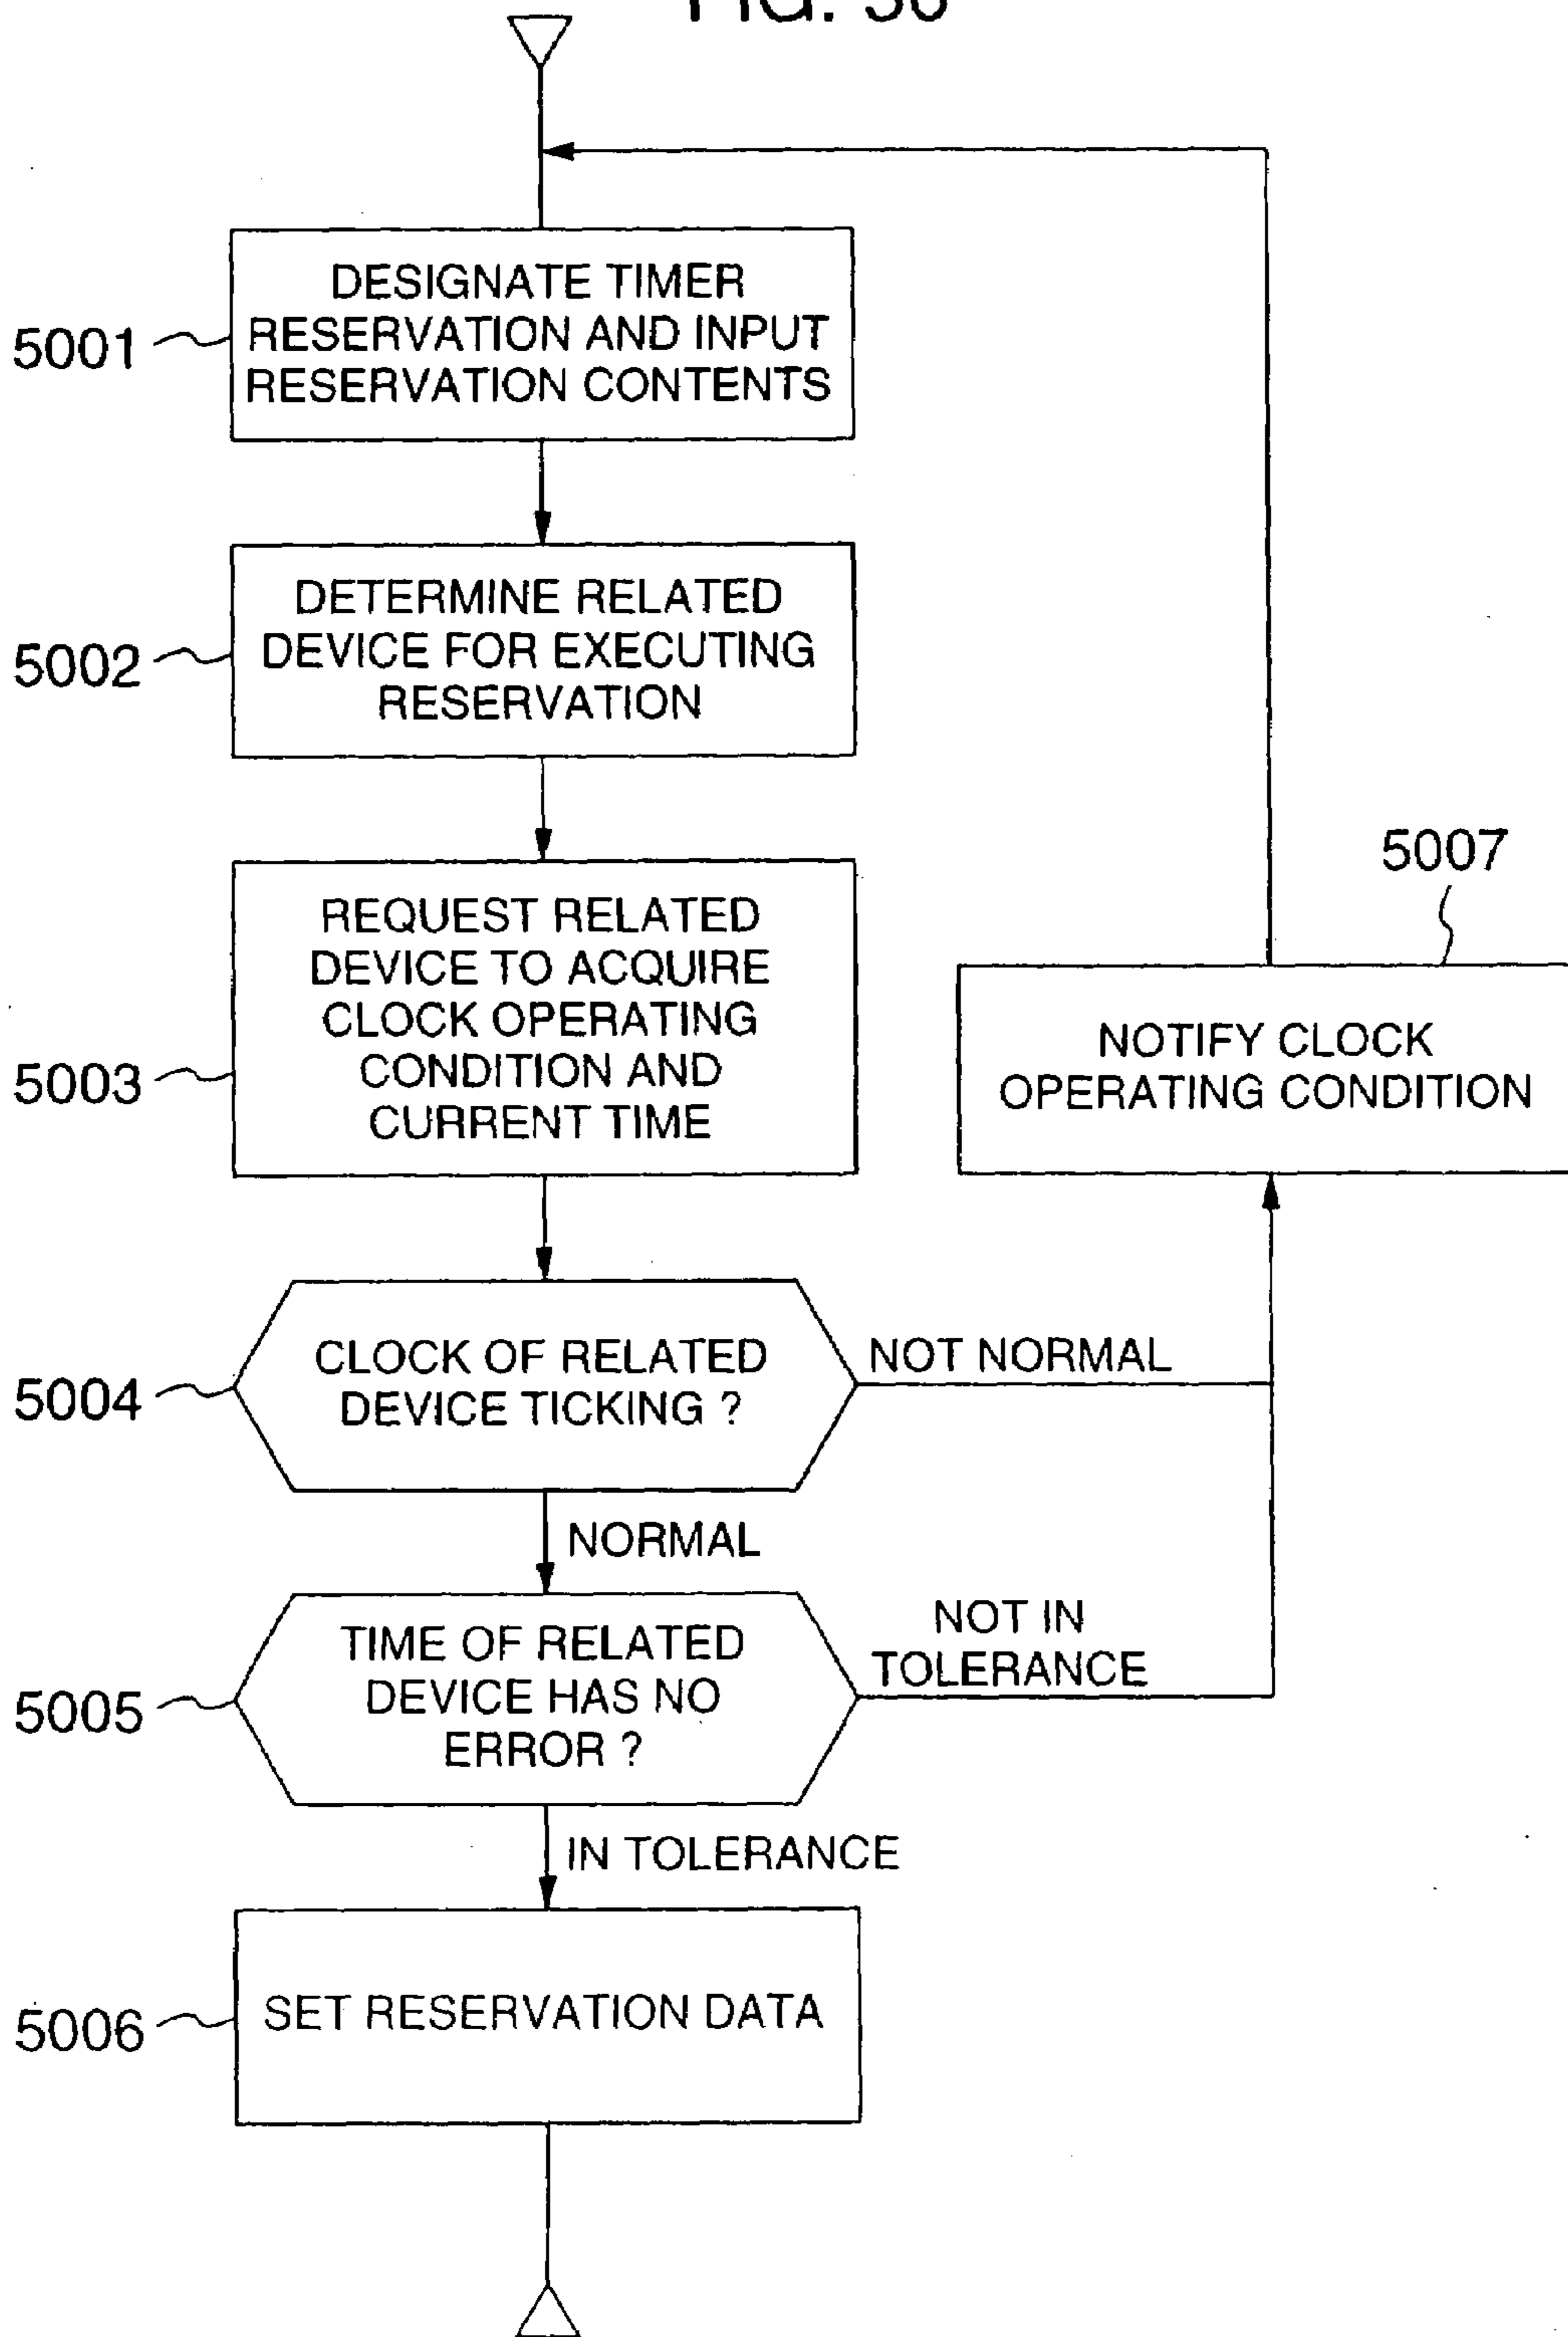 FIG. 50
5001
DESIGNATE TIMER
RESERVATION AND INPUT
RESERVATION CONTENTS
5002
DETERMINE RELATED
DEVICE FOR EXECUTING
RESERVATION
5003
REQUEST RELATED
DEVICE TO ACQUIRE
CLOCK OPERATING
CONDITION AND
CURRENT TIME
5007
NOTIFY CLOCK
OPERATING CONDITION
5004
CLOCK OF RELATED
DEVICE TICKING ?
NOT NORMAL
NORMAL
5005
TIME OF RELATED
DEVICE HAS NO
ERROR ?
NOT IN
TOLERANCE
IN TOLERANCE
5006
SET RESERVATION DATA